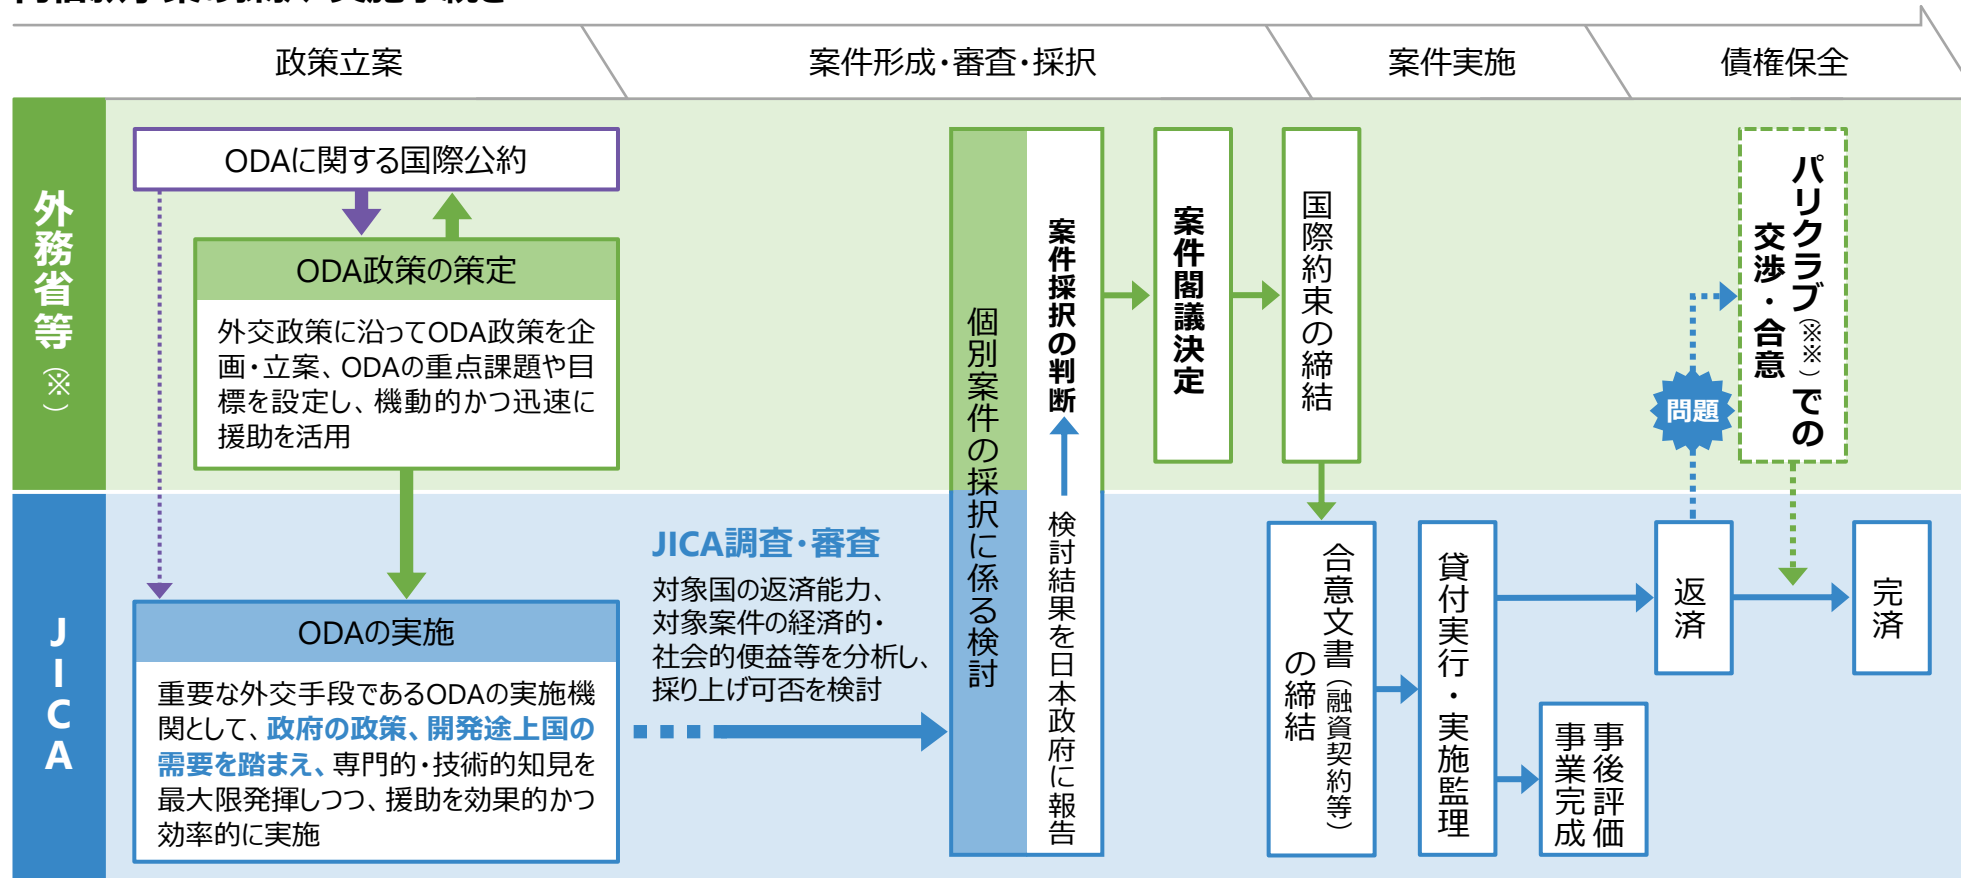 政策立案
案件形成・審査・採択
案件実施
債権保全
外務省等（※）
ODAに関する国際公約
ODA政策の策定
外交政策に沿ってODA政策を企
画・立案、ODAの重点課題や目
標を設定し、機動的かつ迅速に
援助を活用
JICA
ODAの実施
重要な外交手段であるODAの実施機
関として、政府の政策、開発途上国の
需要を踏まえ、専門的・技術的知見を
最大限発揮しつつ、援助を効果的かつ
効率的に実施
JICA調査・審査
対象国の返済能力、
対象案件の経済的・
社会的便益等を分析し、
採り上げ可否を検討
個別案件の採択に係る検討
案件採択の判断
検討結果を日本政府に報告
案件閣議決定
国際約束の締結
合意文書（融資契約等）
の締結
貸付実行・実施監理
事後評価
事業完成
返済
問題
パリクラブ（※※）での
交渉・合意
完済